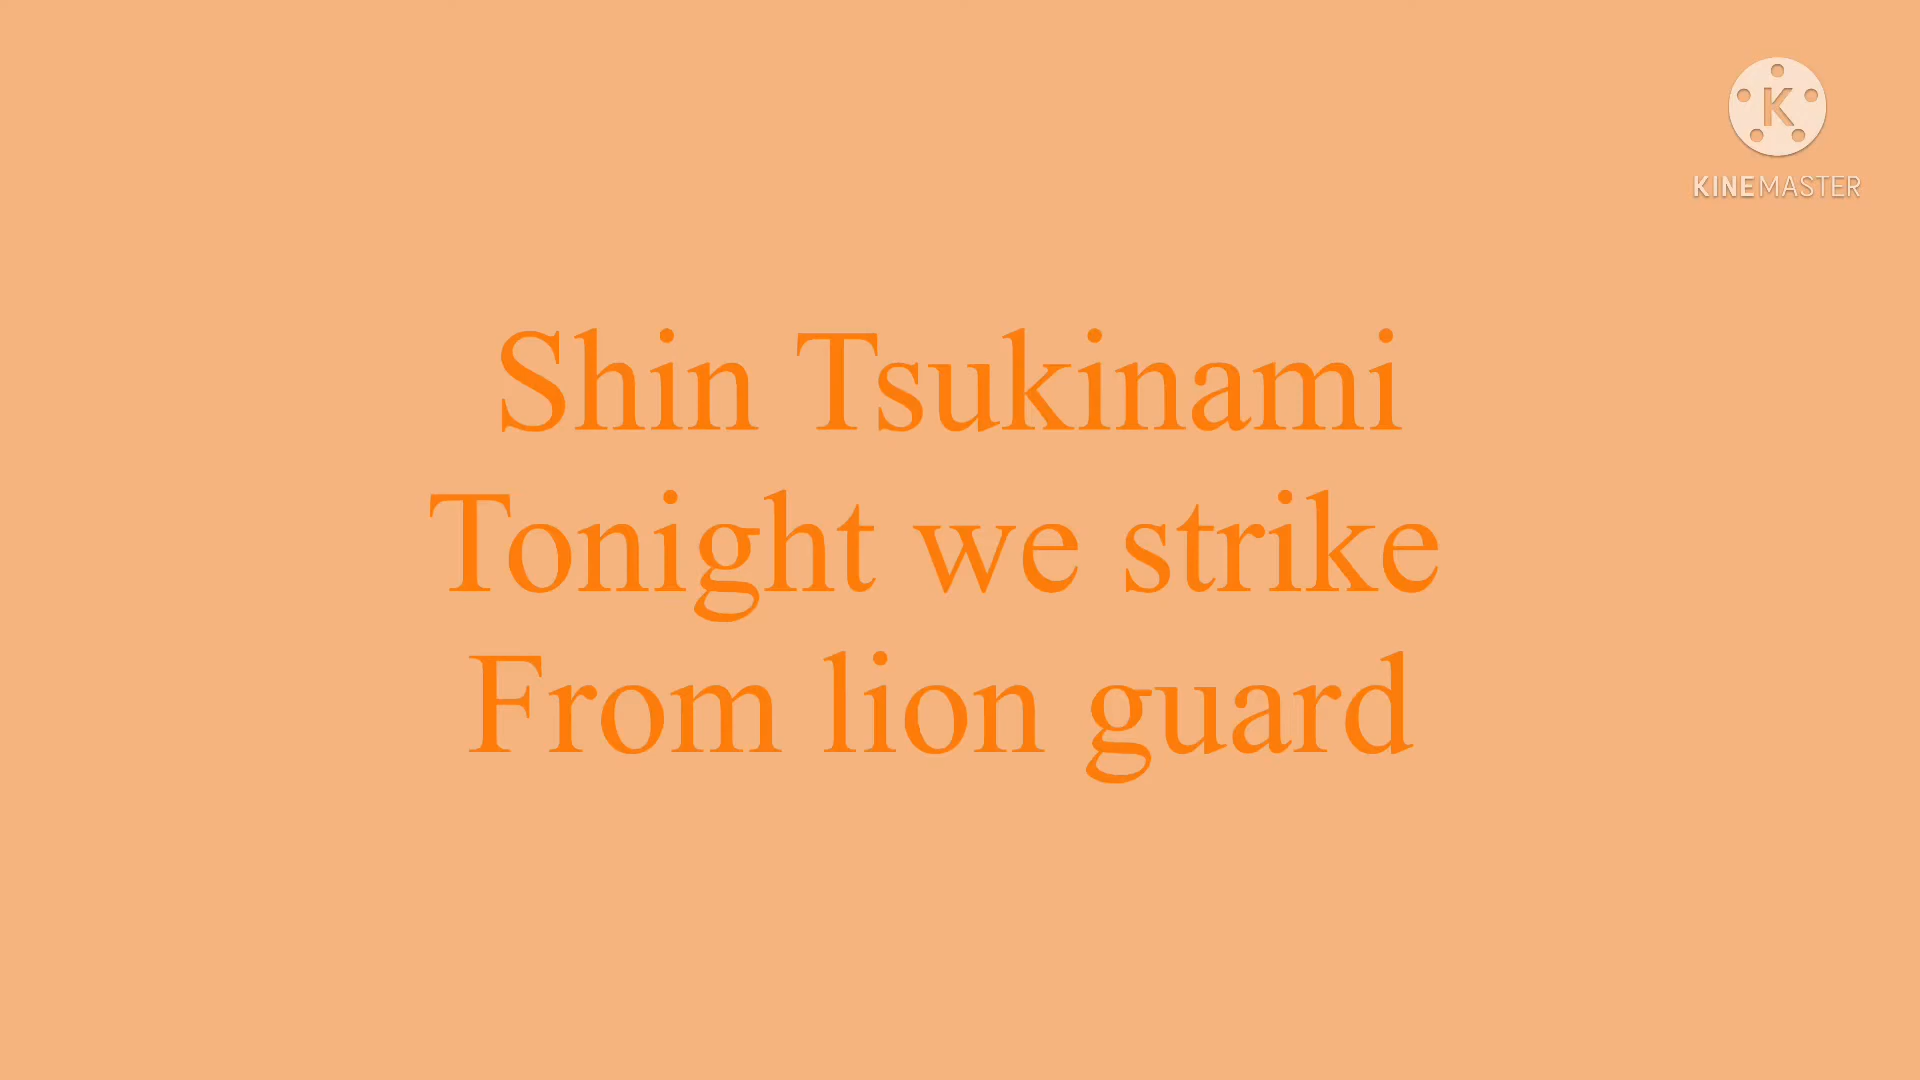 K
KINEMASTER
Shin Tsukinami
Tonight we strike
From lion guard